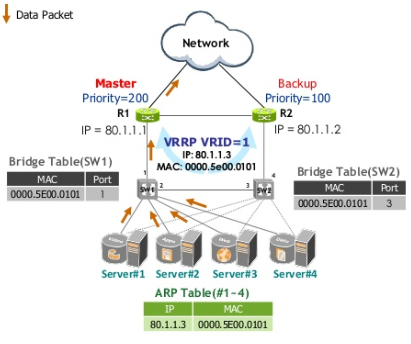 Data Packet
Network
Master
Priority=200
Backup
Priority=100
R1
R2
IP = 80.1.1.1
IP = 80.1.1.2
VRRP VRID=1
IP: 80.1.1.3
MAC: 0000.5e00.0101
Bridge Table(SW1)
MAC Port
0000.5E00.0101 1
Bridge Table(SW2)
MAC Port
0000.5E00.0101 3
1
4
SW1
2
3
SW2
Server#1
Server#2
Server#3
Server#4
ARP Table(#1~4)
IP MAC
80.1.1.3 0000.5E00.0101